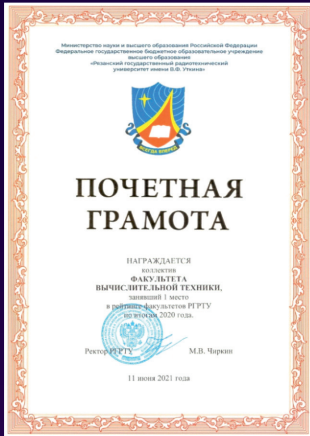 Министерство науки и высшего образования Российской Федерации
Федеральное государственное бюджетное образовательное учреждение
высшего образования
«Рязанский государственный радиотехнический
университет имени В.Ф. Уткина»
ВСЕГДА ВПЕРЕД
ПОЧЕТНАЯ
ГРАМОТА
НАГРАЖДАЕТСЯ
коллектив
ФАКУЛЬТЕТА
ВЫЧИСЛИТЕЛЬНОЙ ТЕХНИКИ,
занявший 1 место
в рейтинге факультетов РГРТУ
по итогам 2020 года.
Ректор РГРТУ М.В. Чиркин
11 июня 2021 года